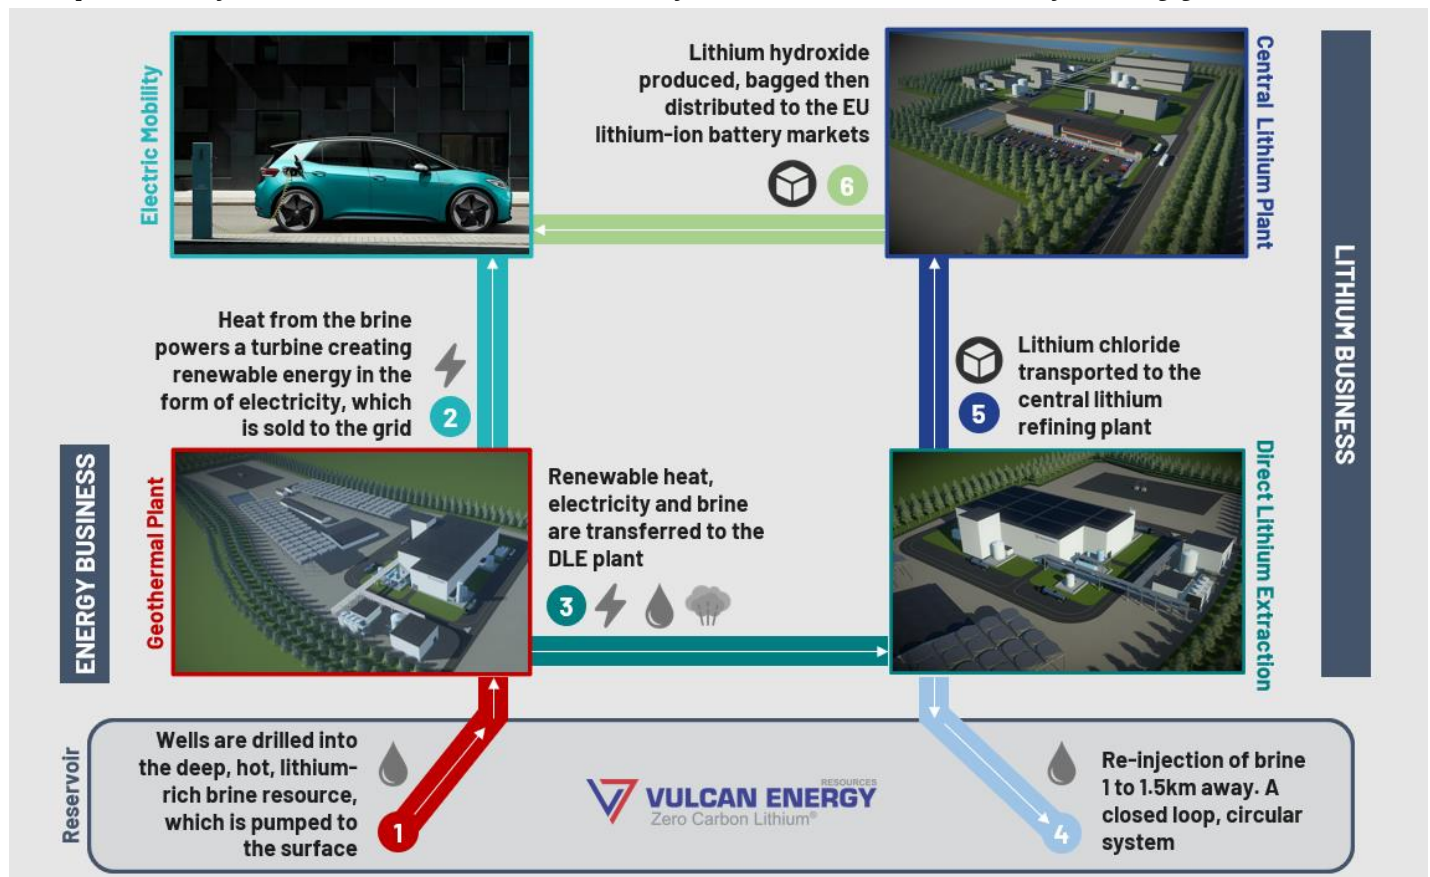 Electric Mobility
Lithium hydroxide
produced, bagged then
distributed to the EU
lithium-ion battery markets
6
Central Lithium Plant
LITHIUM BUSINESS
Heat from the brine
powers a turbine creating
renewable energy in the
form of electricity, which
is sold to the grid
2
Lithium chloride
transported to the
central lithium
refining plant
5
ENERGY BUSINESS
Geothermal Plant
Renewable heat,
electricity and brine
are transferred to the
DLE plant
3
Direct Lithium Extraction
Reservoir
Wells are drilled into
the deep, hot, lithium-
rich brine resource,
which is pumped to
the surface
1
RESOURCES
VULCAN ENERGY
Zero Carbon Lithium®
4
Re-injection of brine
1 to 1.5km away. A
closed loop, circular
system